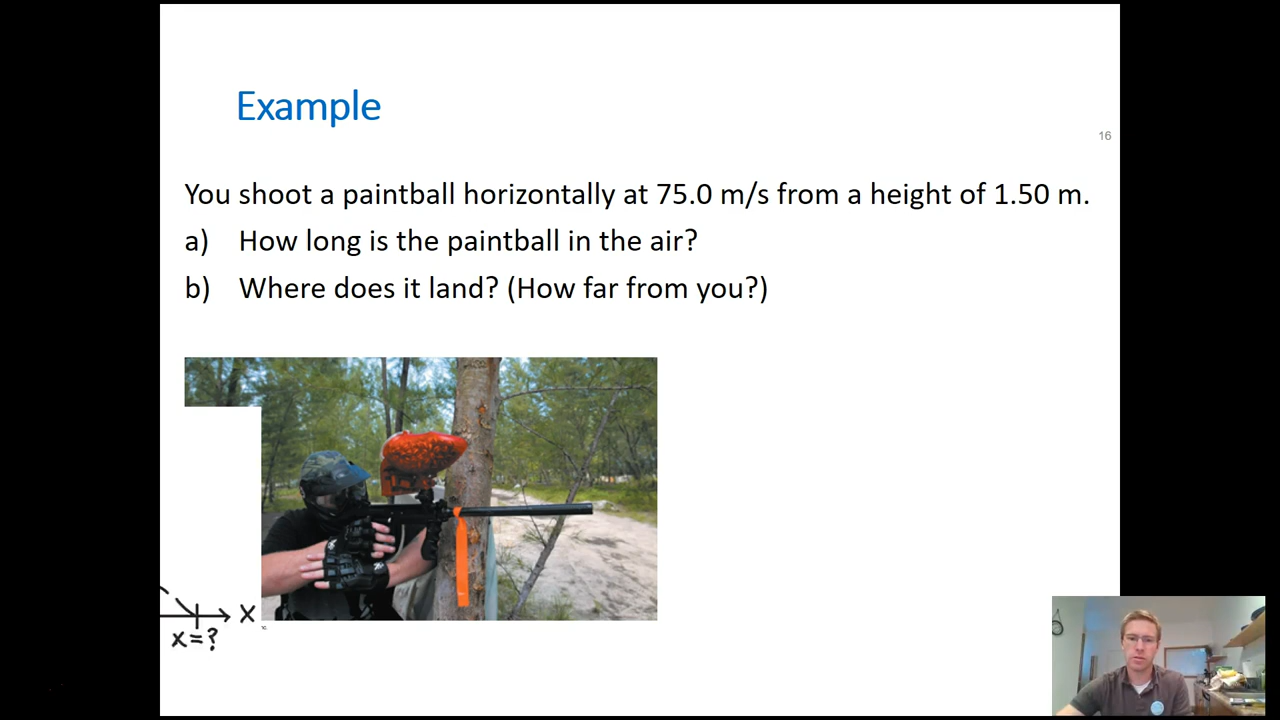 Example
16
You shoot a paintball horizontally at 75.0 m/s from a height of 1.50 m.
a) How long is the paintball in the air?
b) Where does it land? (How far from you?)
X
x=?